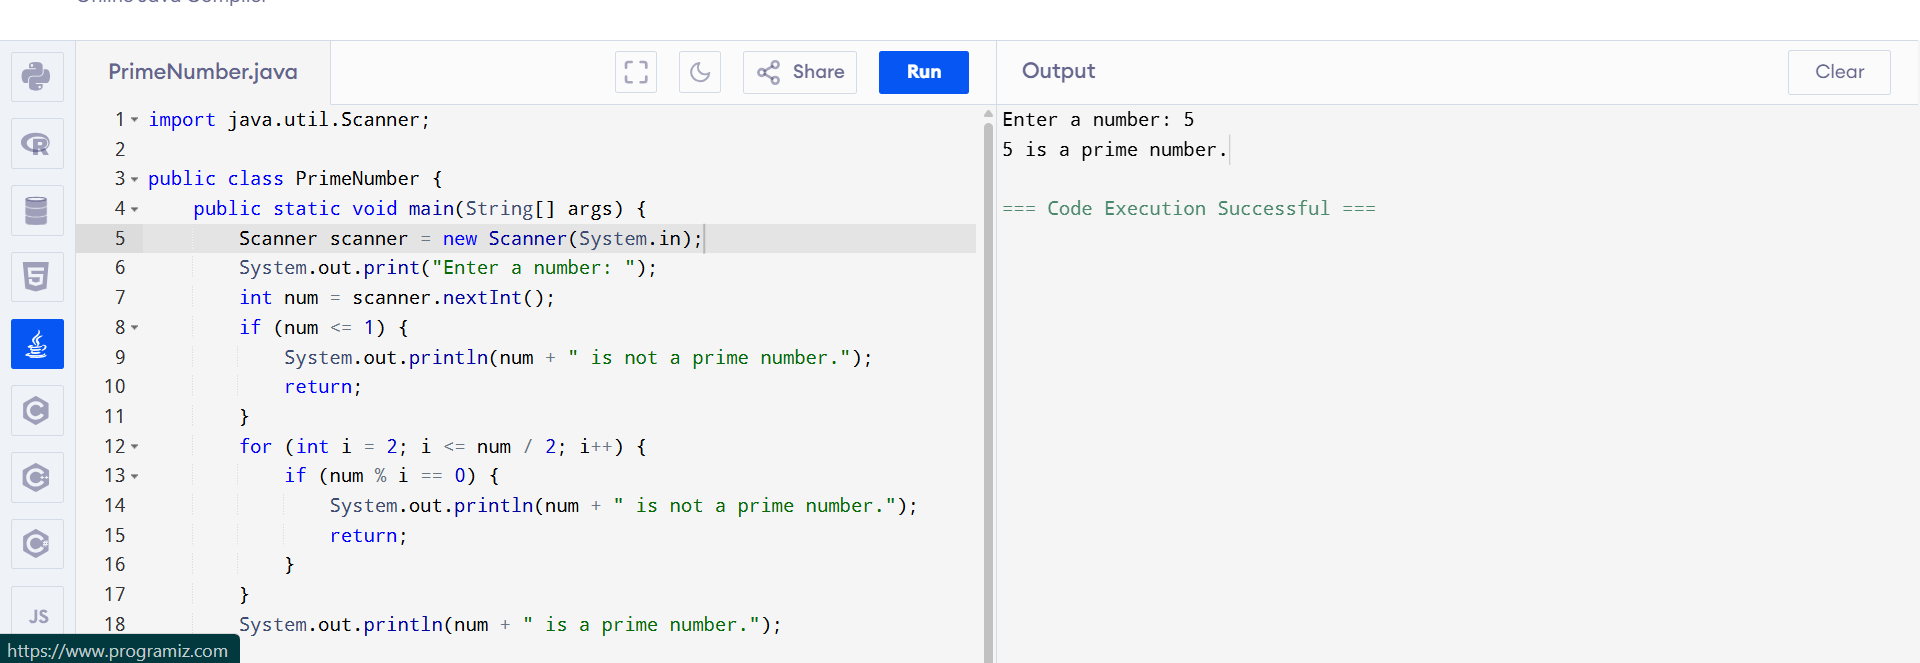 PrimeNumber.java
Share
Run
Output
Clear
1 import java.util.Scanner;
2
3 public class PrimeNumber {
4 public static void main(String[] args) {
5 Scanner scanner = new Scanner(System.in);
6 System.out.print("Enter a number: ");
7 int num = scanner.nextInt();
8 if (num <= 1) {
9 System.out.println(num + " is not a prime number.");
10 return;
11 }
12 for (int i = 2; i <= num / 2; i++) {
13 if (num % i == 0) {
14 System.out.println(num + " is not a prime number.");
15 return;
16 }
17 }
18 System.out.println(num + " is a prime number.");
Enter a number: 5
5 is a prime number.
=== Code Execution Successful ===
R
5
C
C++
C#
JS
https://www.programiz.com